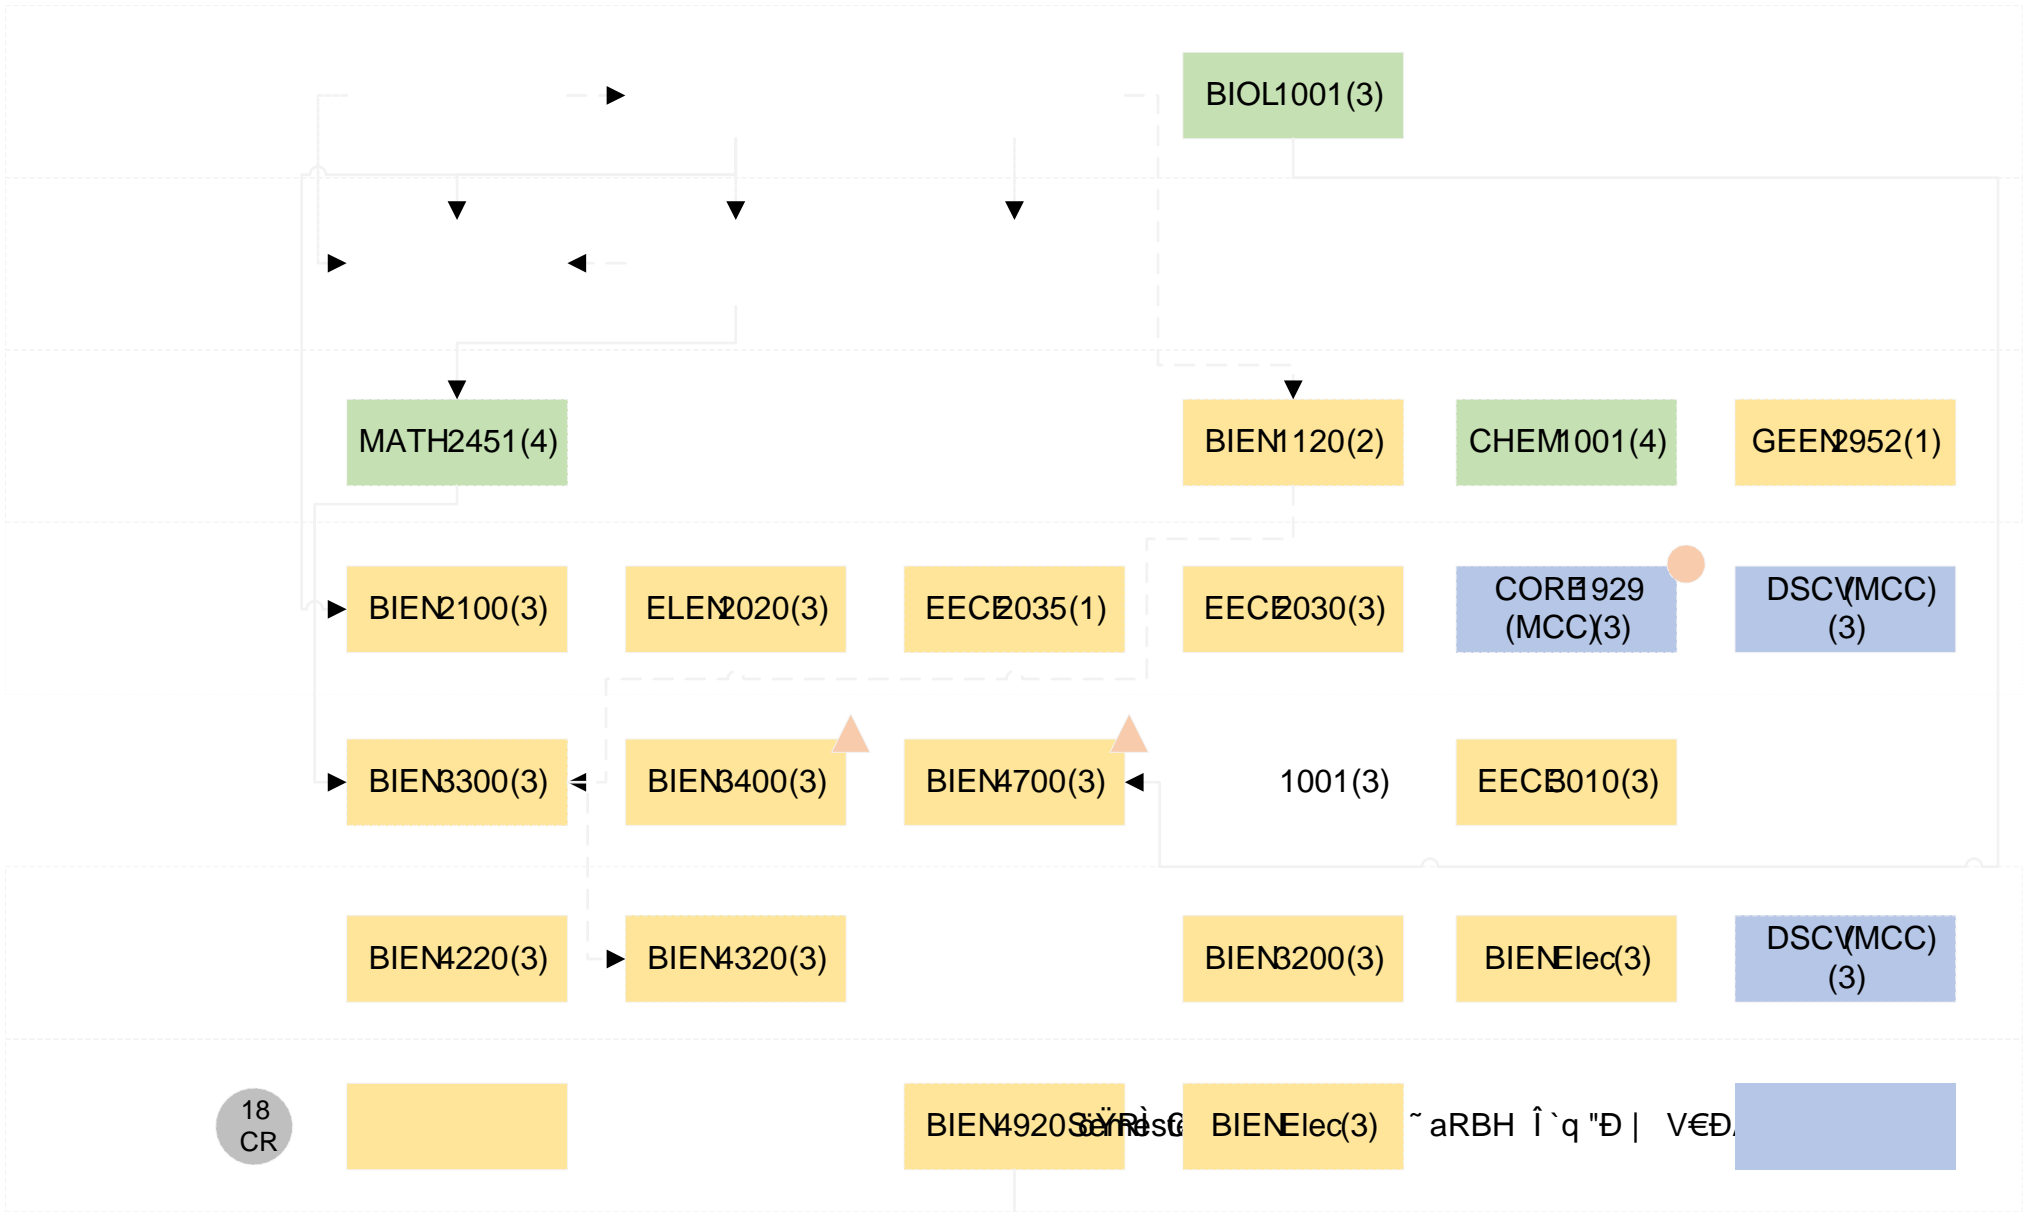 BIOL1001(3)
MATH2451(4)
BIEN1120(2)
CHEM1001(4)
GEEN2952(1)
BIEN2100(3)
ELEN2020(3)
EECE2035(1)
EECE2030(3)
CORE1929
(MCC)(3)
DSCV(MCC)
(3)
BIEN3300(3)
BIEN3400(3)
BIEN4700(3)
1001(3)
EECE3010(3)
BIEN4220(3)
BIEN4320(3)
BIEN3200(3)
BIENElec(3)
DSCV(MCC)
(3)
18
CR
BIEN4920
BIENElec(3)